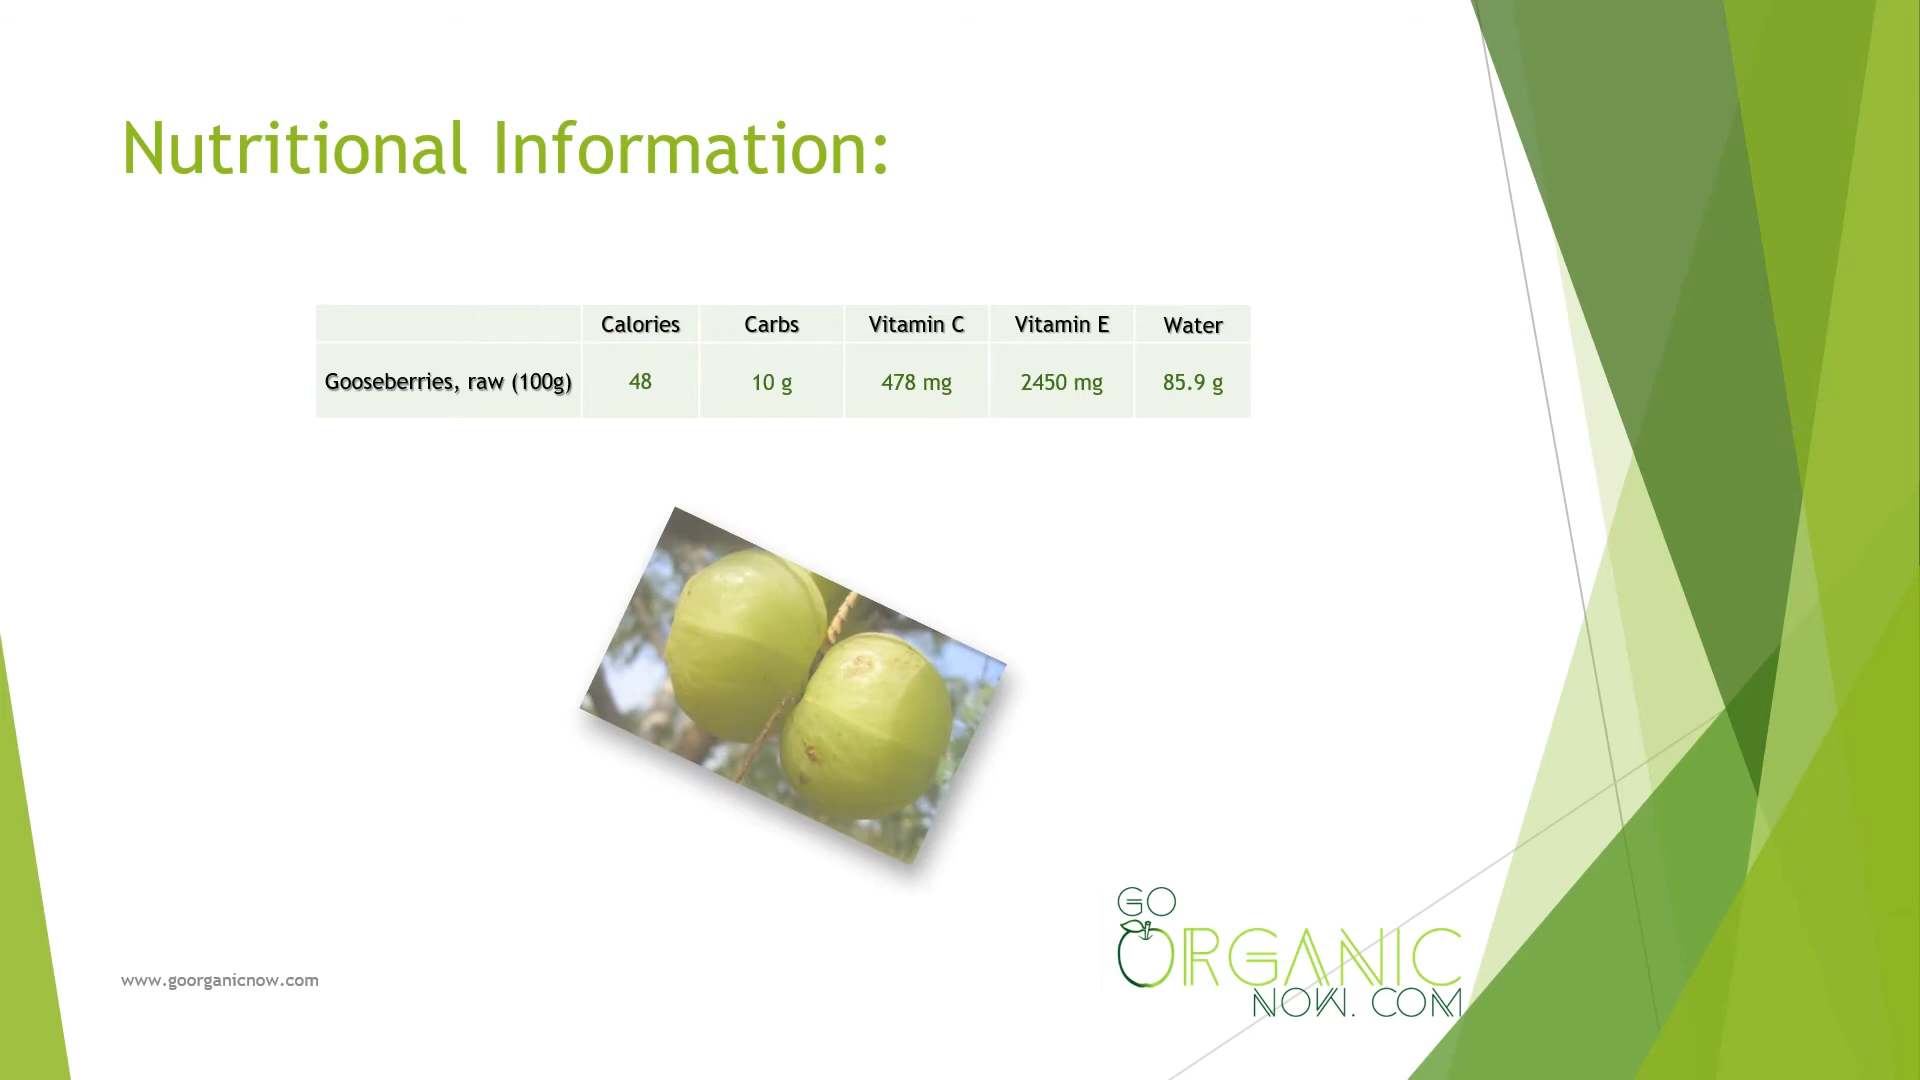 Nutritional Information:
Calories Carbs Vitamin C Vitamin E Water
Gooseberries, raw (100g) 48 10 g 478 mg 2450 mg 85.9 g
GO
ORGANIC
NOW. COM
www.goorganicnow.com